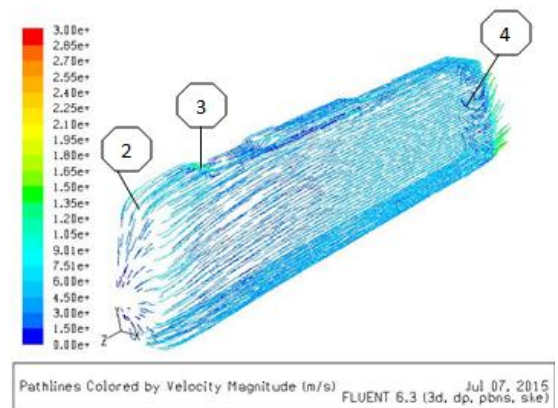 3.00e+
2.85e+
2.70e+
2.55e+
2.40e+
2.25e+
2.10e+
1.95e+
1.80e+
1.65e+
1.50e+
1.35e+
1.20e+
1.05e+
9.01e+
7.51e+
6.00e+
4.50e+
3.00e+
1.50e+
0.00e+
2
3
4
Z
Pathlines Colored by Velocity Magnitude (m/s)
Jul 07, 2015
FLUENT 6.3 (3d, dp, pbns, ske)